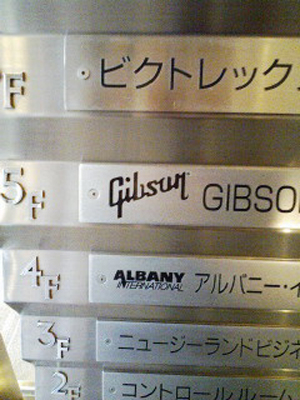 F ビクトレック
5F Gibson GIBSO
4F ALBANY INTERNATIONAL アルバニー・イ
3F ニュージーランドビジネ
2F コントロールルーム